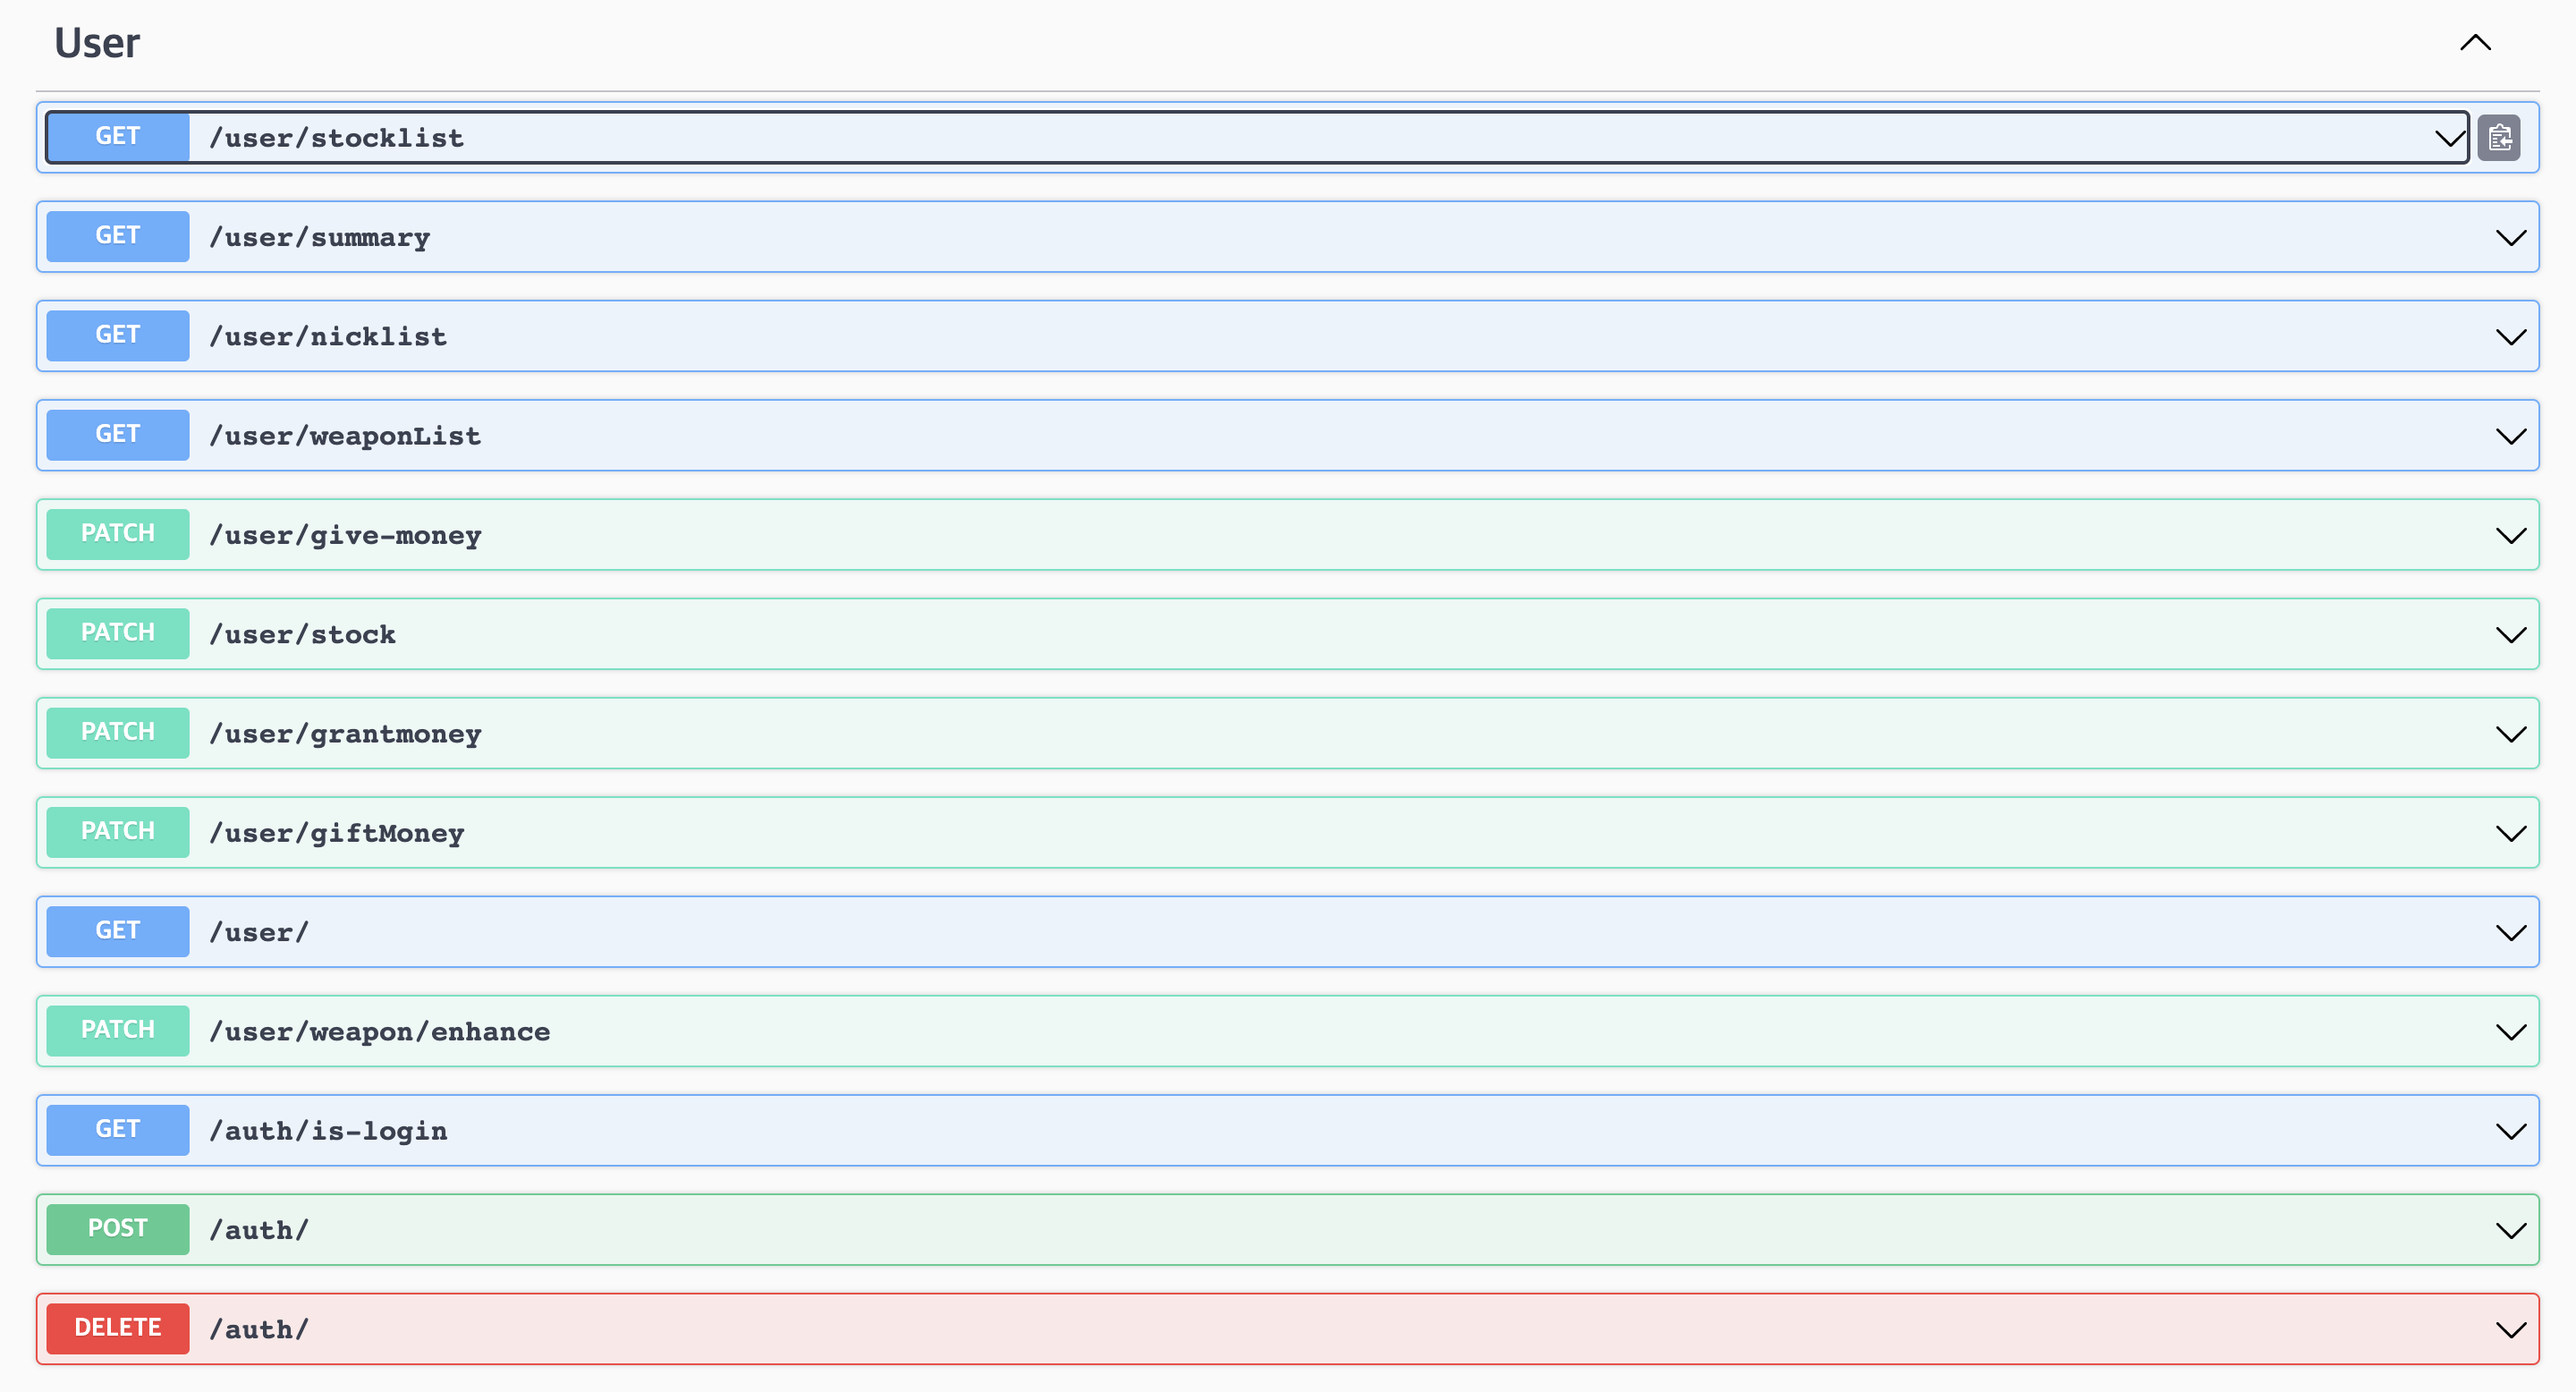 User
GET /user/stocklist
GET /user/summary
GET /user/nicklist
GET /user/weaponList
PATCH /user/give-money
PATCH /user/stock
PATCH /user/grantmoney
PATCH /user/giftMoney
GET /user/
PATCH /user/weapon/enhance
GET /auth/is-login
POST /auth/
DELETE /auth/